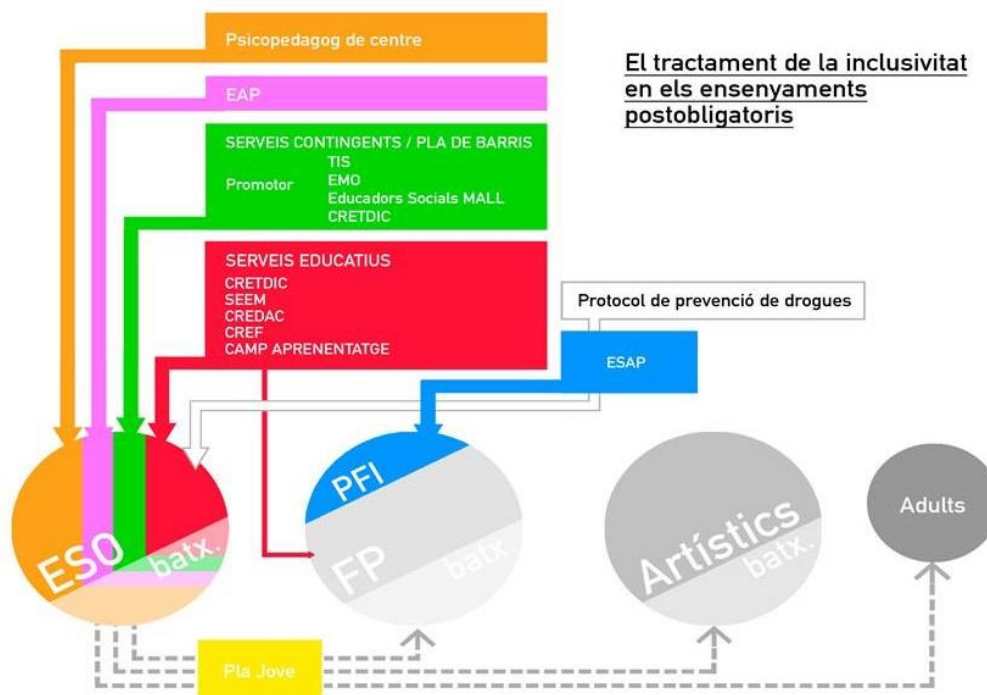 Psicopedagog de centre
El tractament de la inclusivitat
en els ensenyaments
postobligatoris
EAP
SERVEIS CONTINGENTS / PLA DE BARRIS
Promotor
TIS
EMO
Educadors Socials MALL
CRETDIC
SERVEIS EDUCATIUS
CRETDIC
SEEM
CREDAC
CREF
CAMP APRENENTATGE
Protocol de prevenció de drogues
ESAP
ESO
batx.
PFI
FP
batx
Artístics
batx.
Adults
Pla Jove